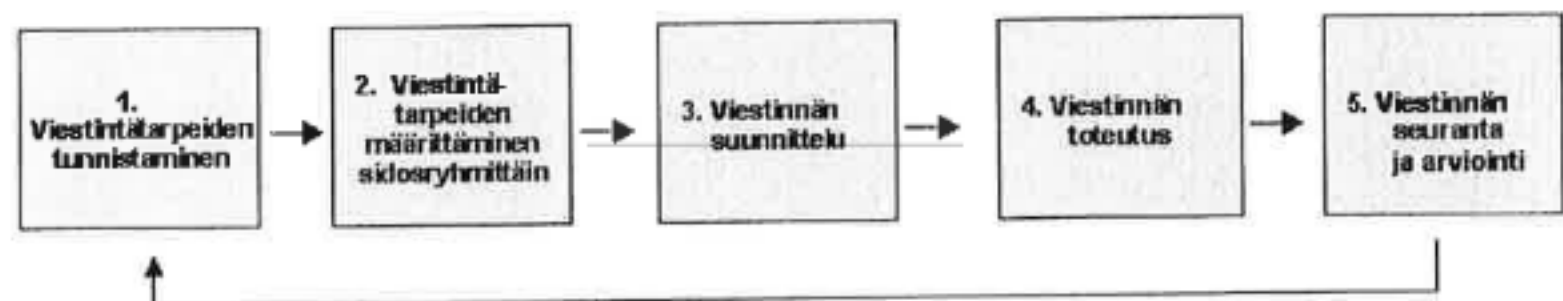 1.
Viestintätarpeiden
tunnistaminen
2. Viestintä-
tarpeiden
määrittäminen
sidosryhmittäin
3. Viestinnän
suunnittelu
4. Viestinnän
toteutus
5. Viestinnän
seuranta
ja arviointi